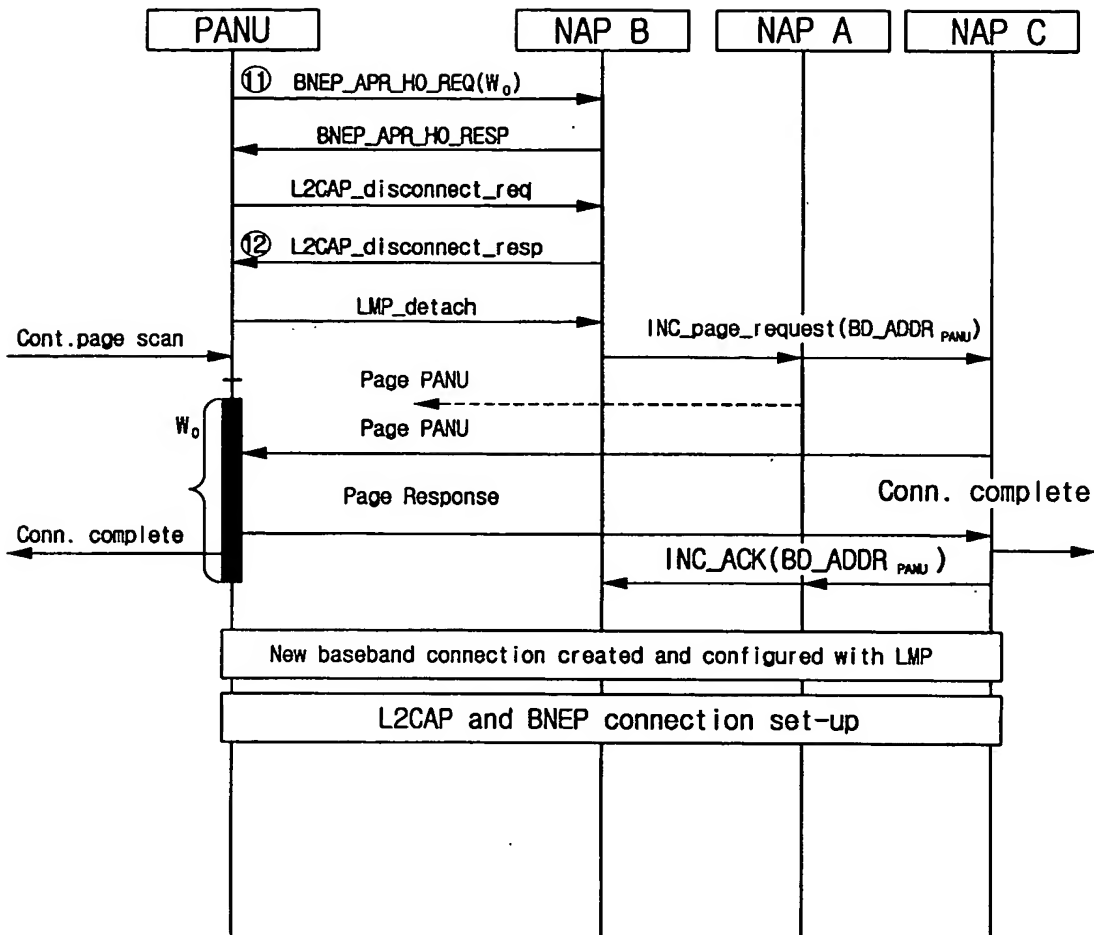 PANU
NAP B
NAP A
NAP C
⑪ BNEP_APR_HO_REQ(W₀)
BNEP_APR_HO_RESP
L2CAP_disconnect_req
⑫ L2CAP_disconnect_resp
LMP_detach
Cont.page scan
INC_page_request(BD_ADDR PANU)
Page PANU
W₀
Page PANU
Page Response
Conn. complete
Conn. complete
INC_ACK(BD_ADDR PANU)
New baseband connection created and configured with LMP
L2CAP and BNEP connection set-up